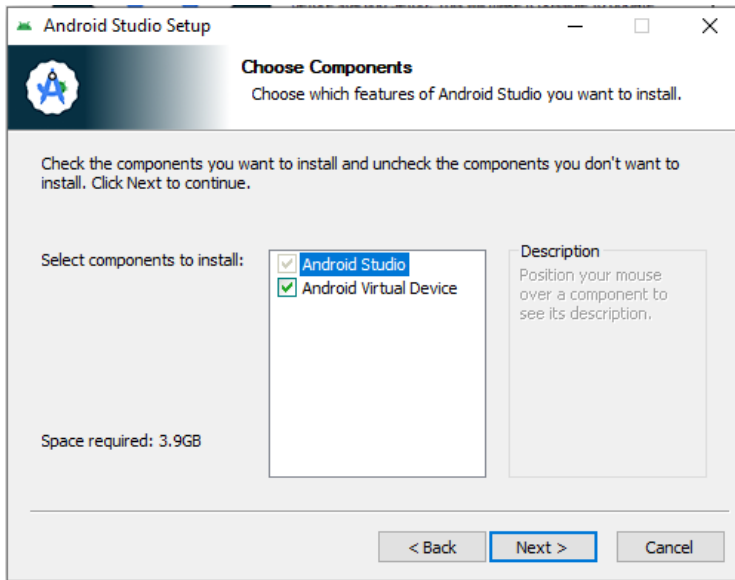 Android Studio Setup
Choose Components
Choose which features of Android Studio you want to install.
Check the components you want to install and uncheck the components you don't want to
install. Click Next to continue.
Select components to install:
Android Studio
Android Virtual Device
Description
Position your mouse
over a component to
see its description.
Space required: 3.9GB
< Back
Next >
Cancel